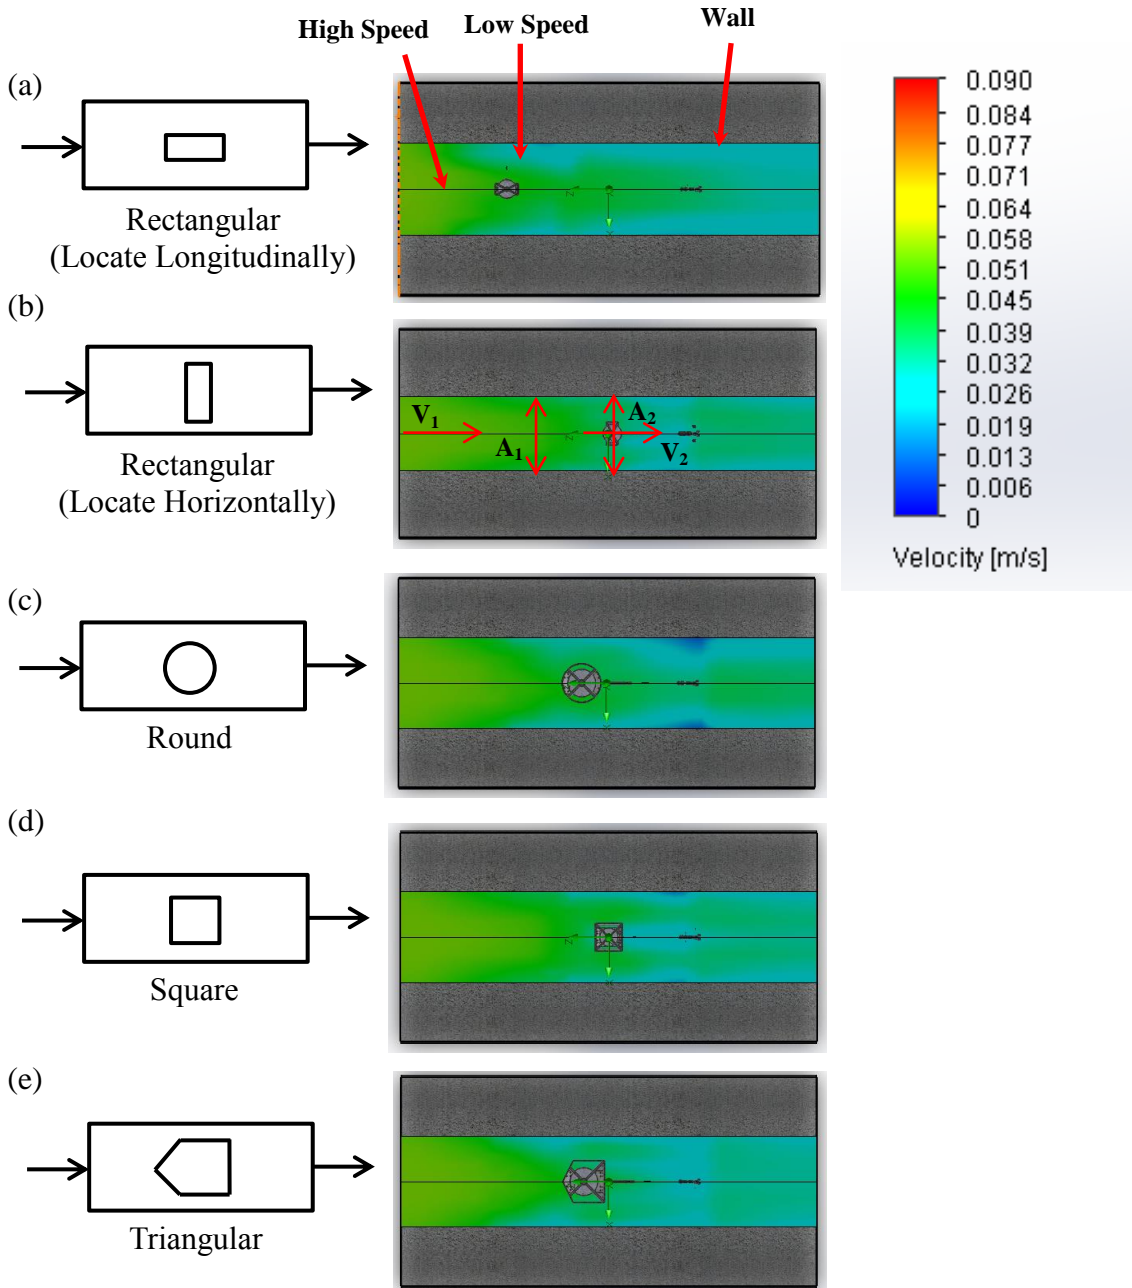 High Speed
Low Speed
Wall
(a)
Rectangular
(Locate Longitudinally)
0.090
0.084
0.077
0.071
0.064
0.058
0.051
0.045
0.039
0.032
0.026
0.019
0.013
0.006
0
Velocity [m/s]
(b)
Rectangular
(Locate Horizontally)
V1
A1
A2
V2
(c)
Round
(d)
Square
(e)
Triangular